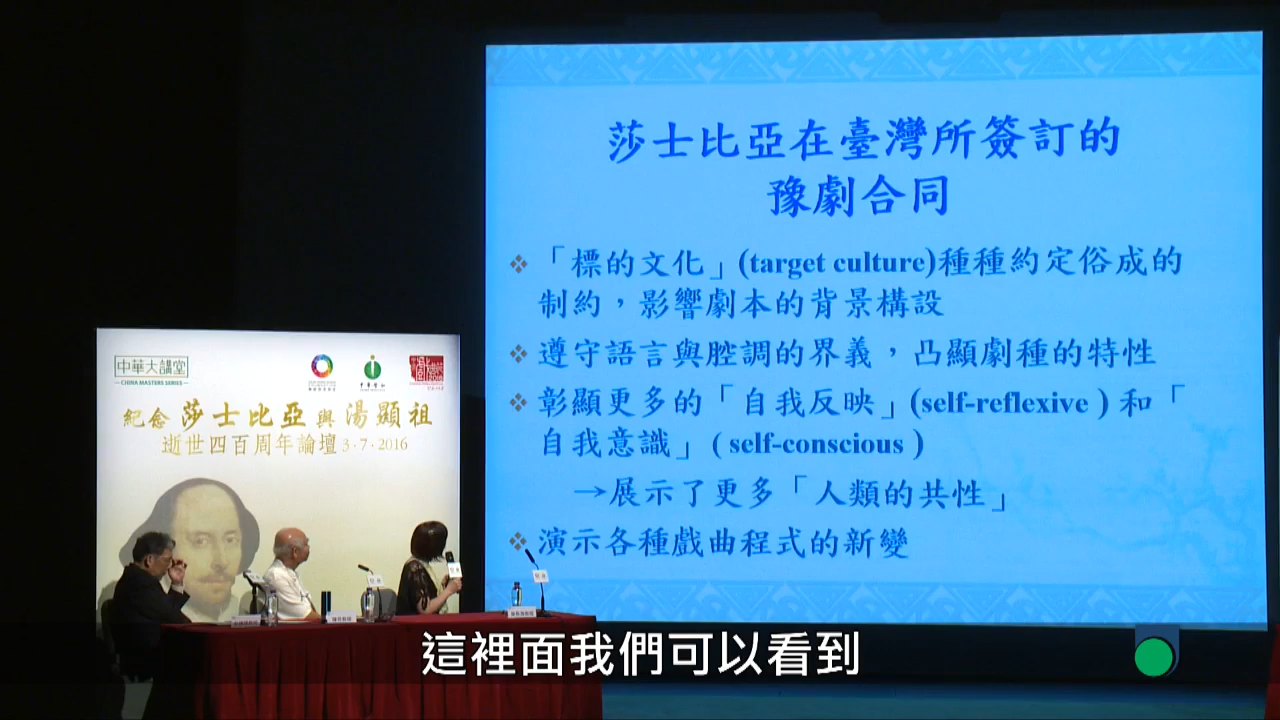 莎士比亞在臺灣所簽訂的
豫劇合同
「標的文化」(target culture)種種約定俗成的
制約，影響劇本的背景構設
遵守語言與腔調的界義，凸顯劇種的特性
彰顯更多的「自我反映」(self-reflexive ) 和「
自我意識」 ( self-conscious )
→展示了更多「人類的共性」
演示各種戲曲程式的新變
中華大講堂
CHINA MASTERS SERIES
紀念莎士比亞與湯顯祖
逝世四百周年論壇 3·7·2016
這裡面我們可以看到